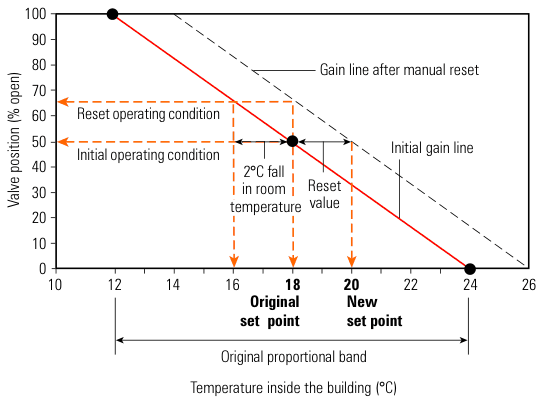 Valve position (% open)
100
90
80
70
60
50
40
30
20
10
0
Gain line after manual reset
Reset operating condition
Initial operating condition
Initial gain line
2°C fall
in room
temperature
Reset
value
10 12 14 16 18 20 22 24 26
Original
set point
New
set point
Original proportional band
Temperature inside the building (°C)